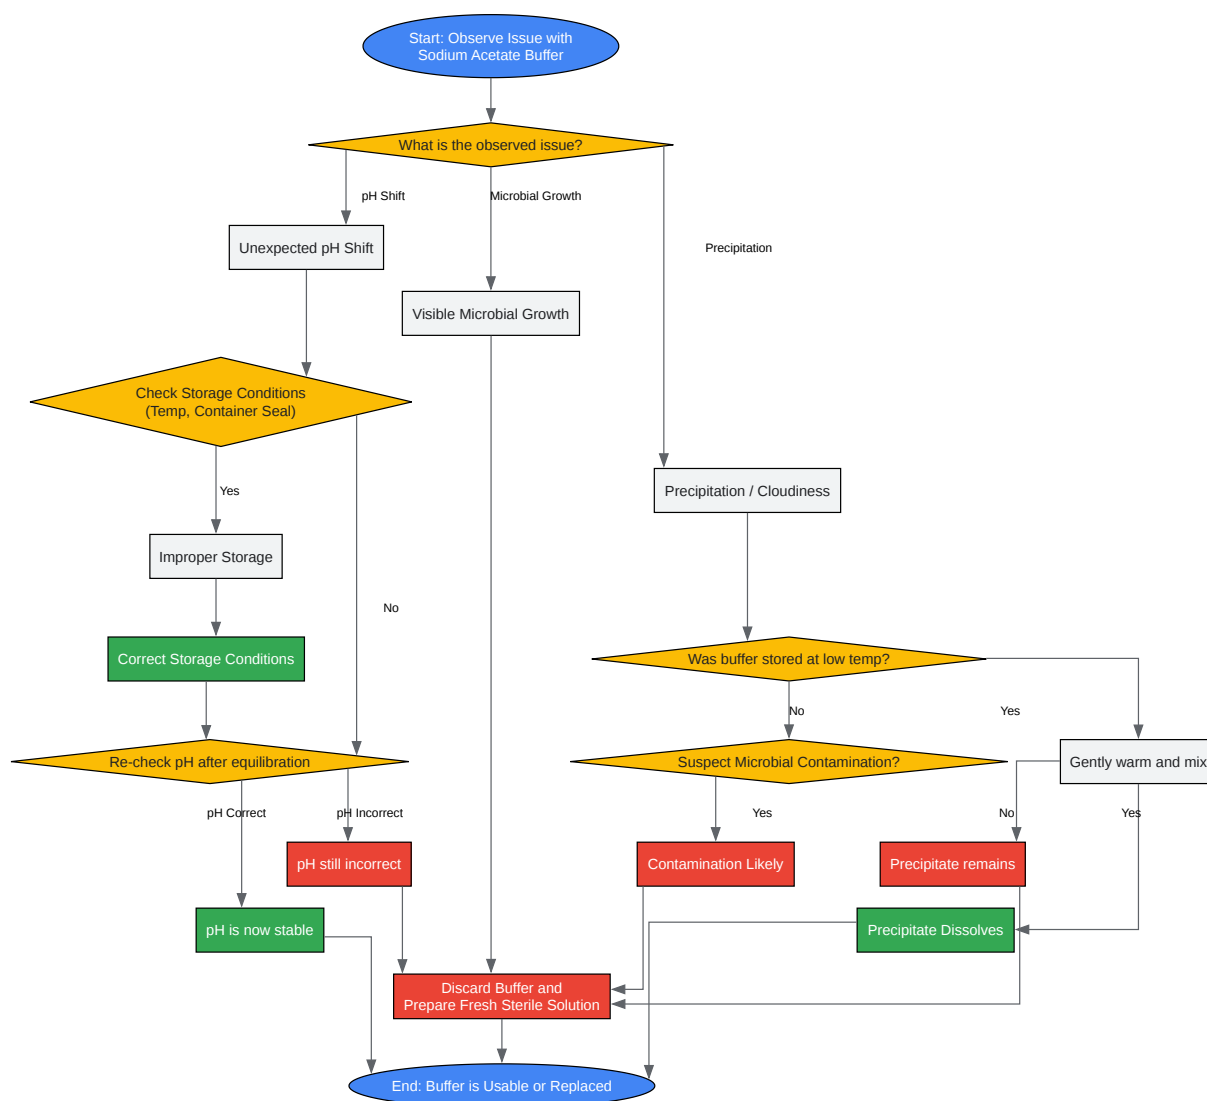 Start: Observe Issue with
Sodium Acetate Buffer
What is the observed issue?
pH Shift
Microbial Growth
Precipitation
Unexpected pH Shift
Visible Microbial Growth
Check Storage Conditions
(Temp, Container Seal)
Yes
Precipitation / Cloudiness
Improper Storage
No
Correct Storage Conditions
Was buffer stored at low temp?
No
Yes
Re-check pH after equilibration
Suspect Microbial Contamination?
Gently warm and mix
pH Correct
pH Incorrect
Yes
No
Yes
pH still incorrect
Contamination Likely
Precipitate remains
pH is now stable
Precipitate Dissolves
Discard Buffer and
Prepare Fresh Sterile Solution
End: Buffer is Usable or Replaced